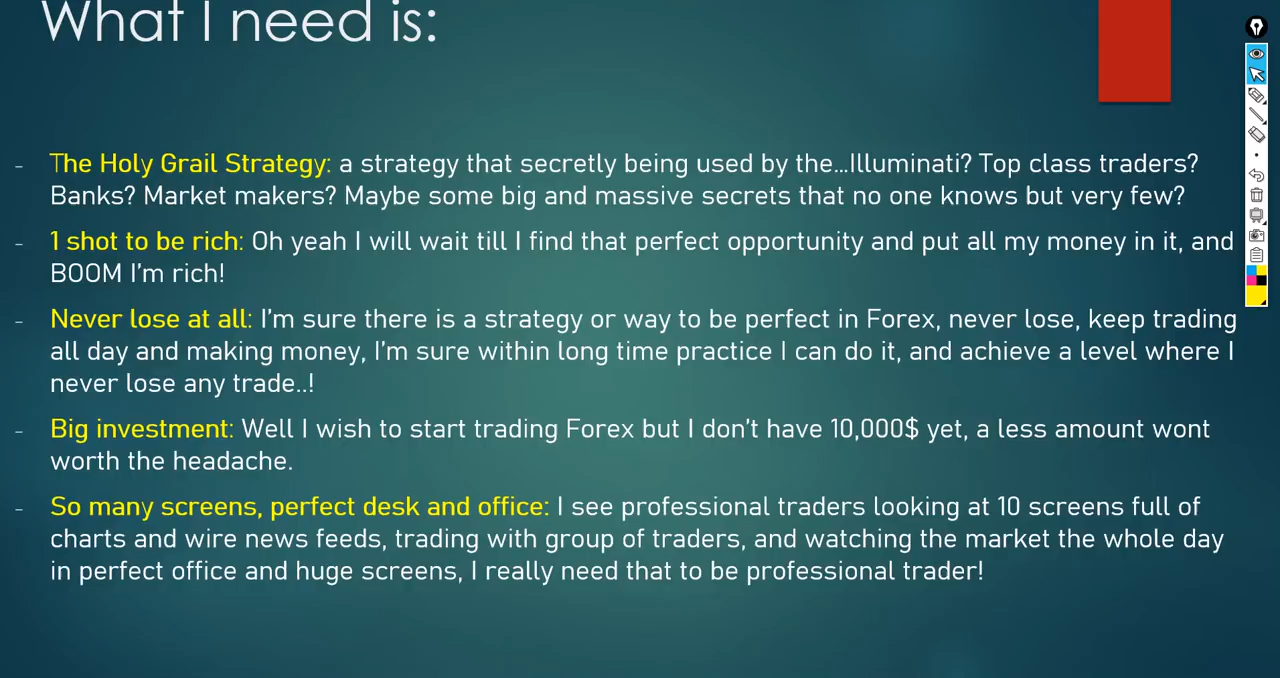 What I need is:
- The Holy Grail Strategy: a strategy that secretly being used by the...Illuminati? Top class traders?
Banks? Market makers? Maybe some big and massive secrets that no one knows but very few?
- 1 shot to be rich: Oh yeah I will wait till I find that perfect opportunity and put all my money in it, and
BOOM I'm rich!
- Never lose at all: I'm sure there is a strategy or way to be perfect in Forex, never lose, keep trading
all day and making money, I'm sure within long time practice I can do it, and achieve a level where I
never lose any trade..!
- Big investment: Well I wish to start trading Forex but I don't have 10,000$ yet, a less amount wont
worth the headache.
- So many screens, perfect desk and office: I see professional traders looking at 10 screens full of
charts and wire news feeds, trading with group of traders, and watching the market the whole day
in perfect office and huge screens, I really need that to be professional trader!